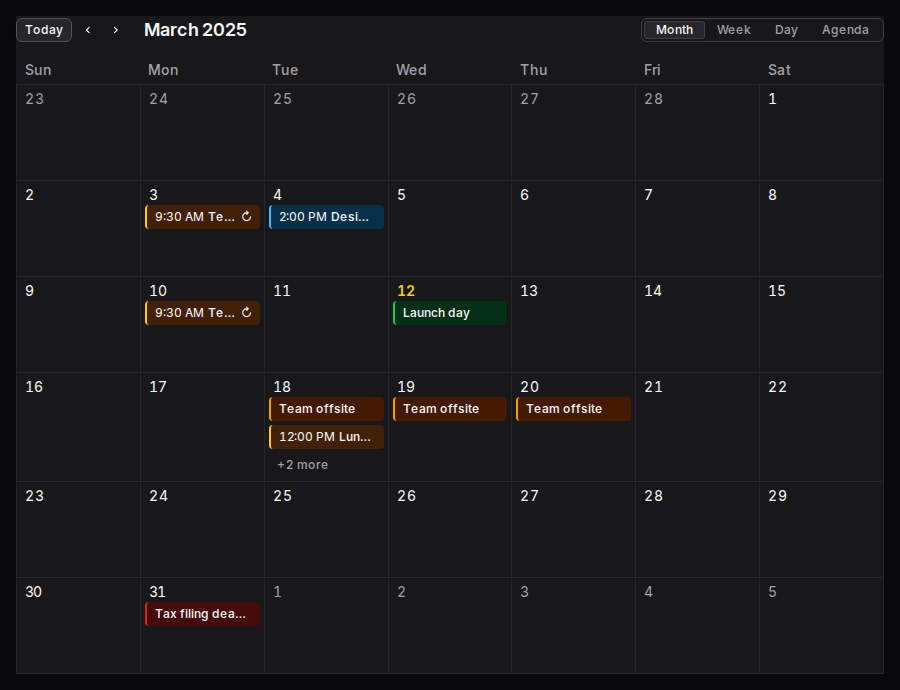 Today ‹ › March 2025 Month Week Day Agenda
Sun Mon Tue Wed Thu Fri Sat
23 24 25 26 27 28 1
2 3 4 5 6 7 8
9:30 AM Te... 2:00 PM Desi...
9 10 11 12 13 14 15
9:30 AM Te... Launch day
16 17 18 19 20 21 22
Team offsite Team offsite Team offsite
12:00 PM Lun...
+2 more
23 24 25 26 27 28 29
30 31 1 2 3 4 5
Tax filing dea...